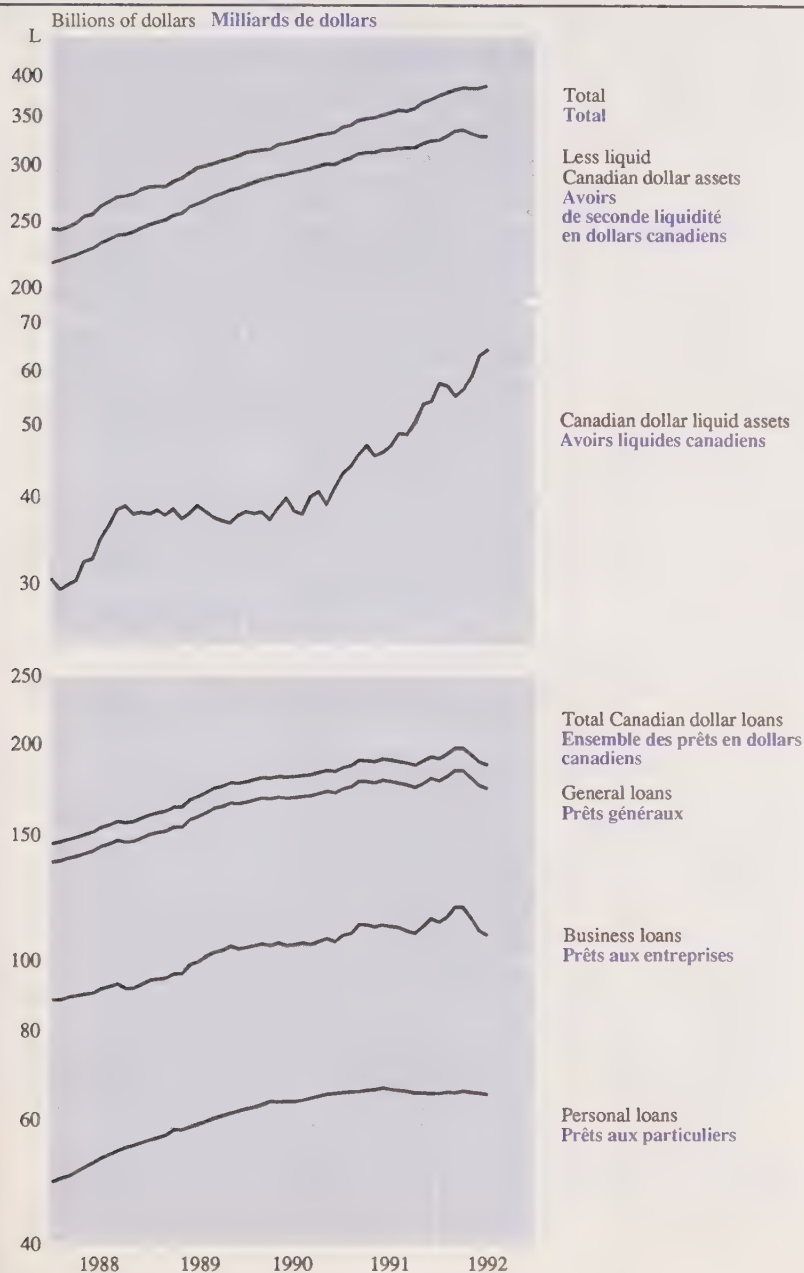 Billions of dollars Milliards de dollars
L
400
350
300
250
200
70
60
50
40
30
Total
Total
Less liquid
Canadian dollar assets
Avoirs
de seconde liquidité
en dollars canadiens
Canadian dollar liquid assets
Avoirs liquides canadiens
250
200
150
100
80
60
40
Total Canadian dollar loans
Ensemble des prêts en dollars
canadiens
General loans
Prêts généraux
Business loans
Prêts aux entreprises
Personal loans
Prêts aux particuliers
1988 1989 1990 1991 1992